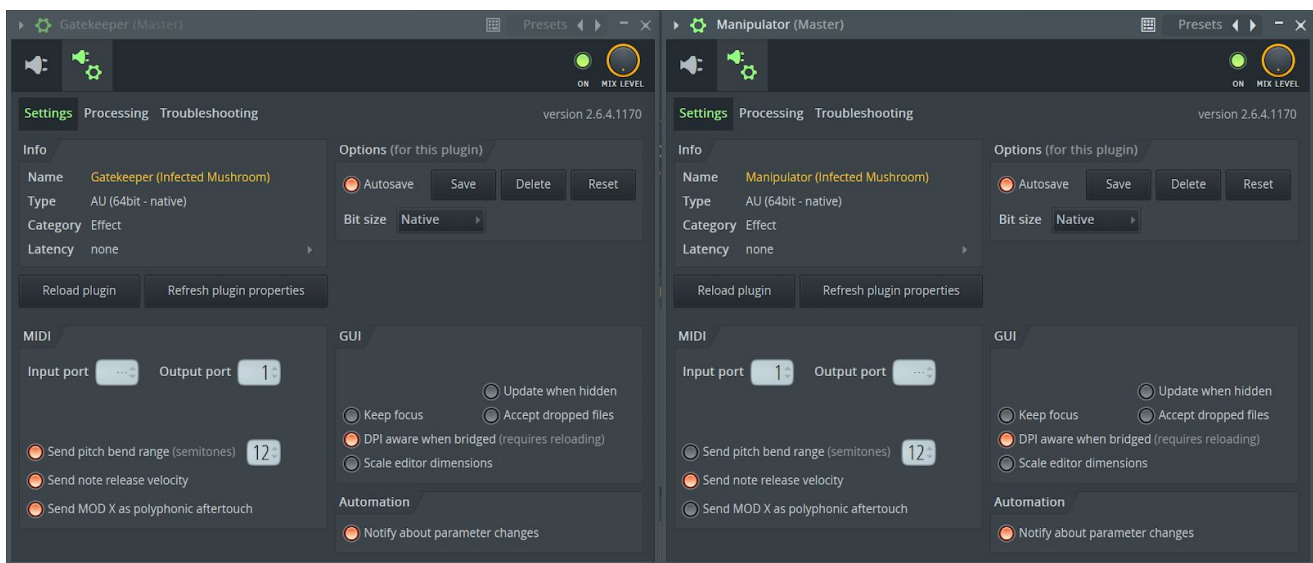 Gatekeeper (Master)
Presets
ON
MIX LEVEL
Settings Processing Troubleshooting
version 2.6.4.1170
Info
Name Gatekeeper (Infected Mushroom)
Type AU (64bit - native)
Category Effect
Latency none
Options (for this plugin)
Autosave Save Delete Reset
Bit size Native
Reload plugin Refresh plugin properties
MIDI
Input port ... Output port 1
Send pitch bend range (semitones) 12
Send note release velocity
Send MOD X as polyphonic aftertouch
GUI
Update when hidden
Keep focus Accept dropped files
DPI aware when bridged (requires reloading)
Scale editor dimensions
Automation
Notify about parameter changes
Manipulator (Master)
Presets
ON
MIX LEVEL
Settings Processing Troubleshooting
version 2.6.4.1170
Info
Name Manipulator (Infected Mushroom)
Type AU (64bit - native)
Category Effect
Latency none
Options (for this plugin)
Autosave Save Delete Reset
Bit size Native
Reload plugin Refresh plugin properties
MIDI
Input port 1 Output port ...
Send pitch bend range (semitones) 12
Send note release velocity
Send MOD X as polyphonic aftertouch
GUI
Update when hidden
Keep focus Accept dropped files
DPI aware when bridged (requires reloading)
Scale editor dimensions
Automation
Notify about parameter changes